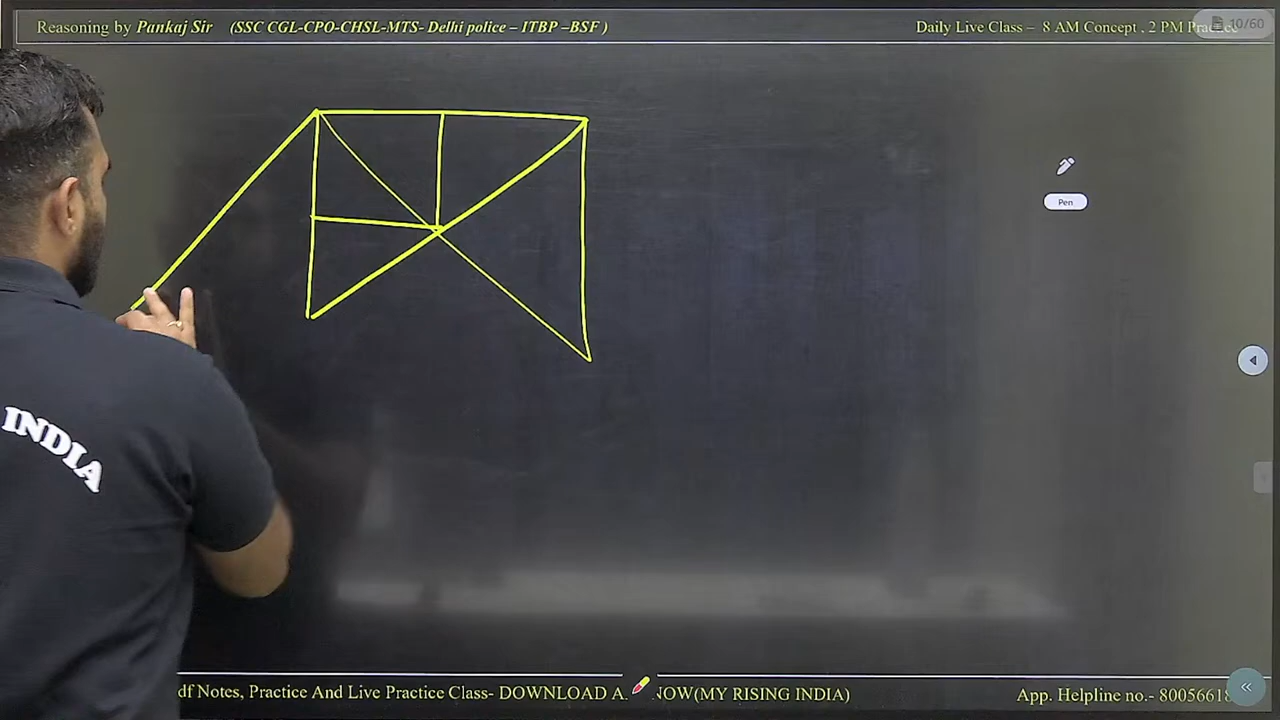 Reasoning by Pankaj Sir (SSC CGL-CPO-CHSL-MTS- Delhi police – ITBP –BSF )
Daily Live Class – 8 AM Concept , 2 PM Practice
10/60
Pen
INDIA
df Notes, Practice And Live Practice Class- DOWNLOAD A. NOW(MY RISING INDIA)
App. Helpline no.- 80056618